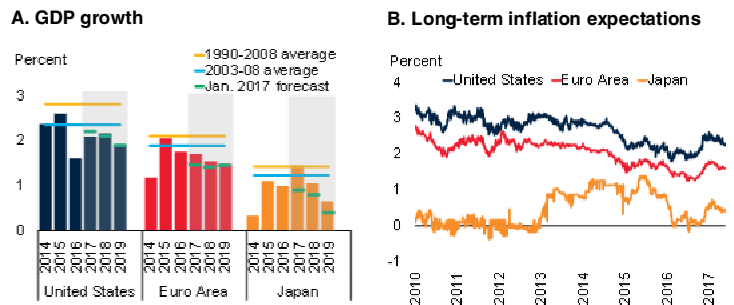 A. GDP growth
Percent
1990-2008 average
2003-08 average
Jan. 2017 forecast
3
2
1
0
2014 2015 2016 2017 2018 2019 2014 2015 2016 2017 2018 2019 2014 2015 2016 2017 2018 2019
United States Euro Area Japan
B. Long-term inflation expectations
Percent
United States Euro Area Japan
4
3
2
1
0
-1
2010 2011 2012 2013 2014 2015 2016 2017